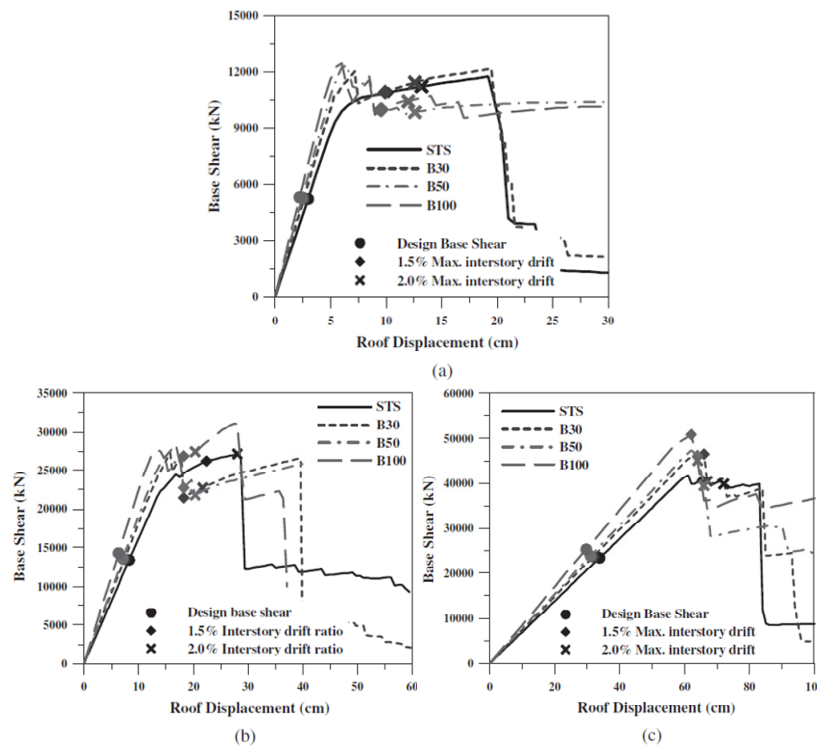 15000
12000
9000
6000
3000
0
Base Shear (kN)
STS
B30
B50
B100
Design Base Shear
1.5% Max. interstory drift
2.0% Max. interstory drift
0 5 10 15 20 25 30
Roof Displacement (cm)
(a)
35000
30000
25000
20000
15000
10000
5000
0
Base Shear (kN)
STS
B30
B50
B100
Design base shear
1.5% Interstory drift ratio
2.0% Interstory drift ratio
0 10 20 30 40 50 60
Roof Displacement (cm)
(b)
60000
50000
40000
30000
20000
10000
0
Base Shear (kN)
STS
B30
B50
B100
Design Base Shear
1.5% Max. interstory drift
2.0% Max. interstory drift
0 20 40 60 80 100
Roof Displacement (cm)
(c)